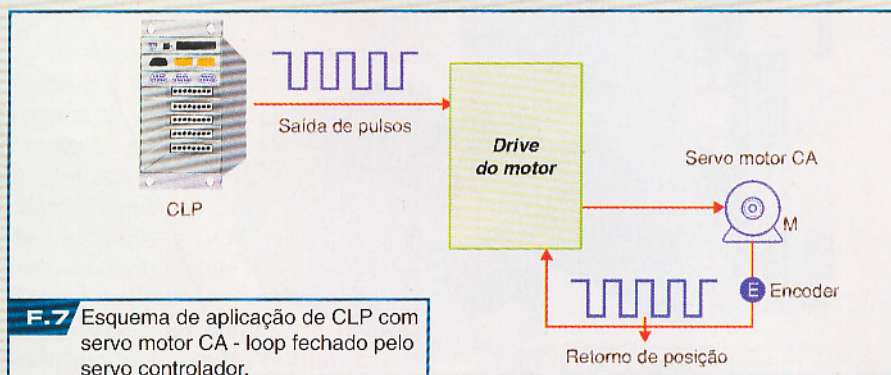 Saída de pulsos
CLP
Drive
do motor
Servo motor CA
M
E Encoder
Retorno de posição
F.7 Esquema de aplicação de CLP com
servo motor CA - loop fechado pelo
servo controlador.